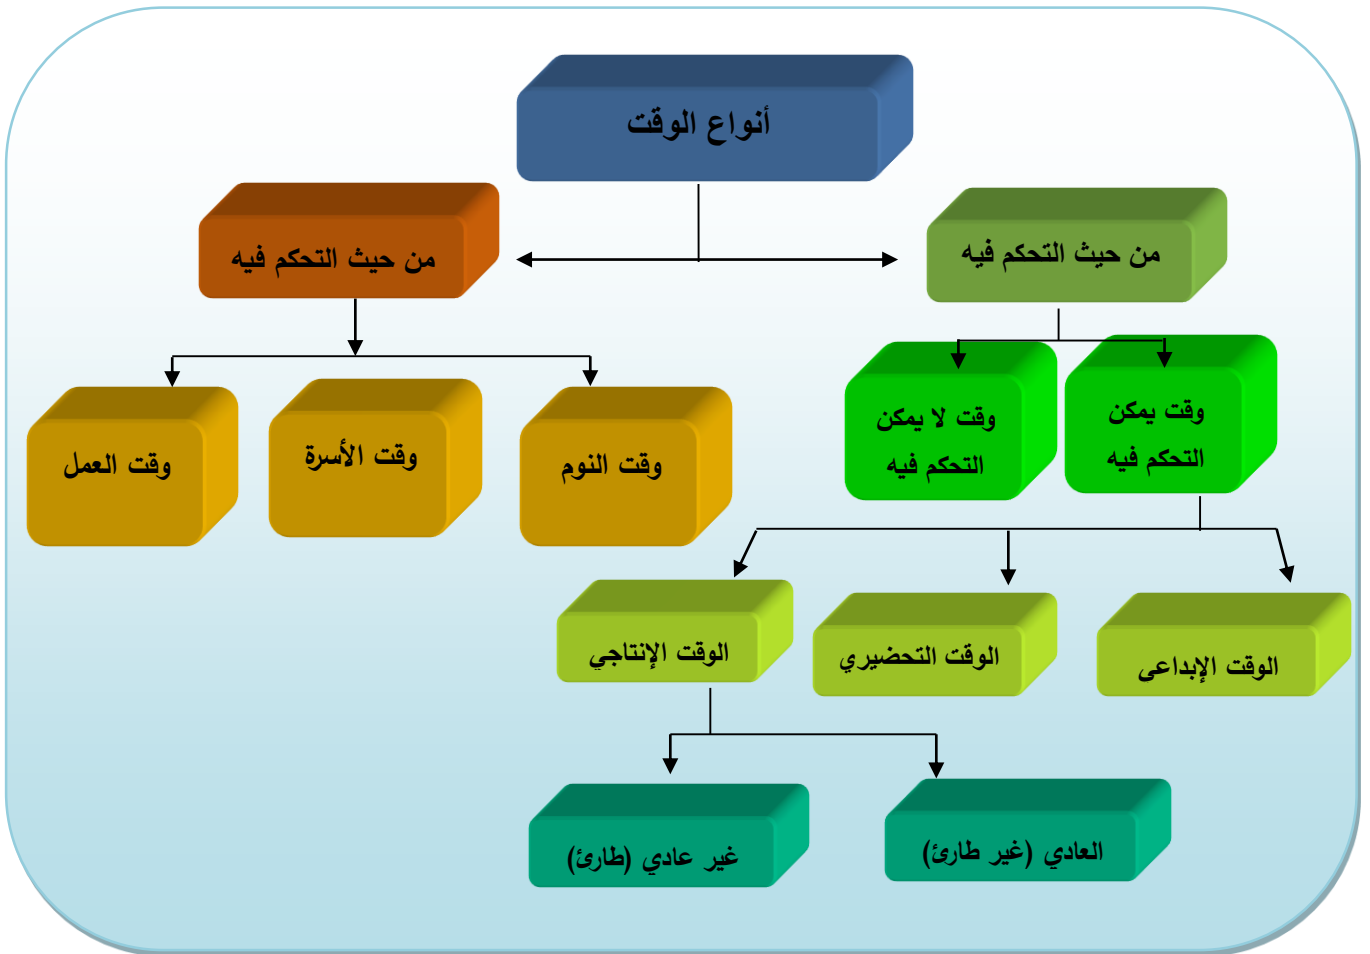 أنواع الوقت
من حيث التحكم فيه
من حيث التحكم فيه
وقت يمكن
التحكم فيه
وقت لا يمكن
التحكم فيه
وقت النوم
وقت الأسرة
وقت العمل
الوقت الإبداعى
الوقت التحضيري
الوقت الإنتاجي
العادي (غير طارئ)
غير عادي (طارئ)